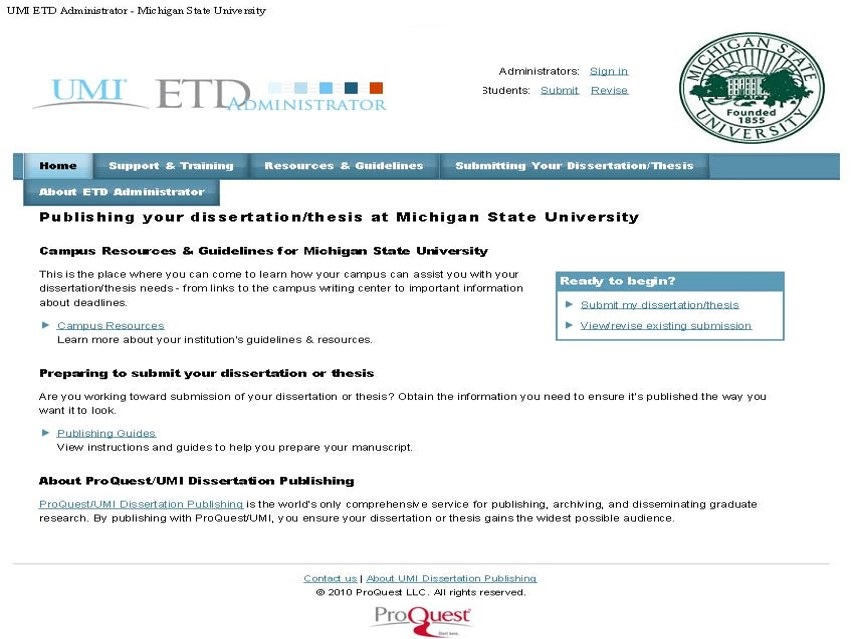 UMI ETD Administrator - Michigan State University
UMI® ETD ADMINISTRATOR
Administrators: Sign in
Students: Submit Revise
MICHIGAN STATE UNIVERSITY
Founded
1855
Home Support & Training Resources & Guidelines Submitting Your Dissertation/Thesis
About ETD Administrator
Publishing your dissertation/thesis at Michigan State University
Campus Resources & Guidelines for Michigan State University
This is the place where you can come to learn how your campus can assist you with your
dissertation/thesis needs - from links to the campus writing center to important information
about deadlines.
Campus Resources
Learn more about your institution's guidelines & resources.
Ready to begin?
Submit my dissertation/thesis
View/revise existing submission
Preparing to submit your dissertation or thesis
Are you working toward submission of your dissertation or thesis? Obtain the information you need to ensure it's published the way you
want it to look.
Publishing Guides
View instructions and guides to help you prepare your manuscript.
About ProQuest/UMI Dissertation Publishing
ProQuest/UMI Dissertation Publishing is the world's only comprehensive service for publishing, archiving, and disseminating graduate
research. By publishing with ProQuest/UMI, you ensure your dissertation or thesis gains the widest possible audience.
Contact us | About UMI Dissertation Publishing
© 2010 ProQuest LLC. All rights reserved.
ProQuest
Start here.